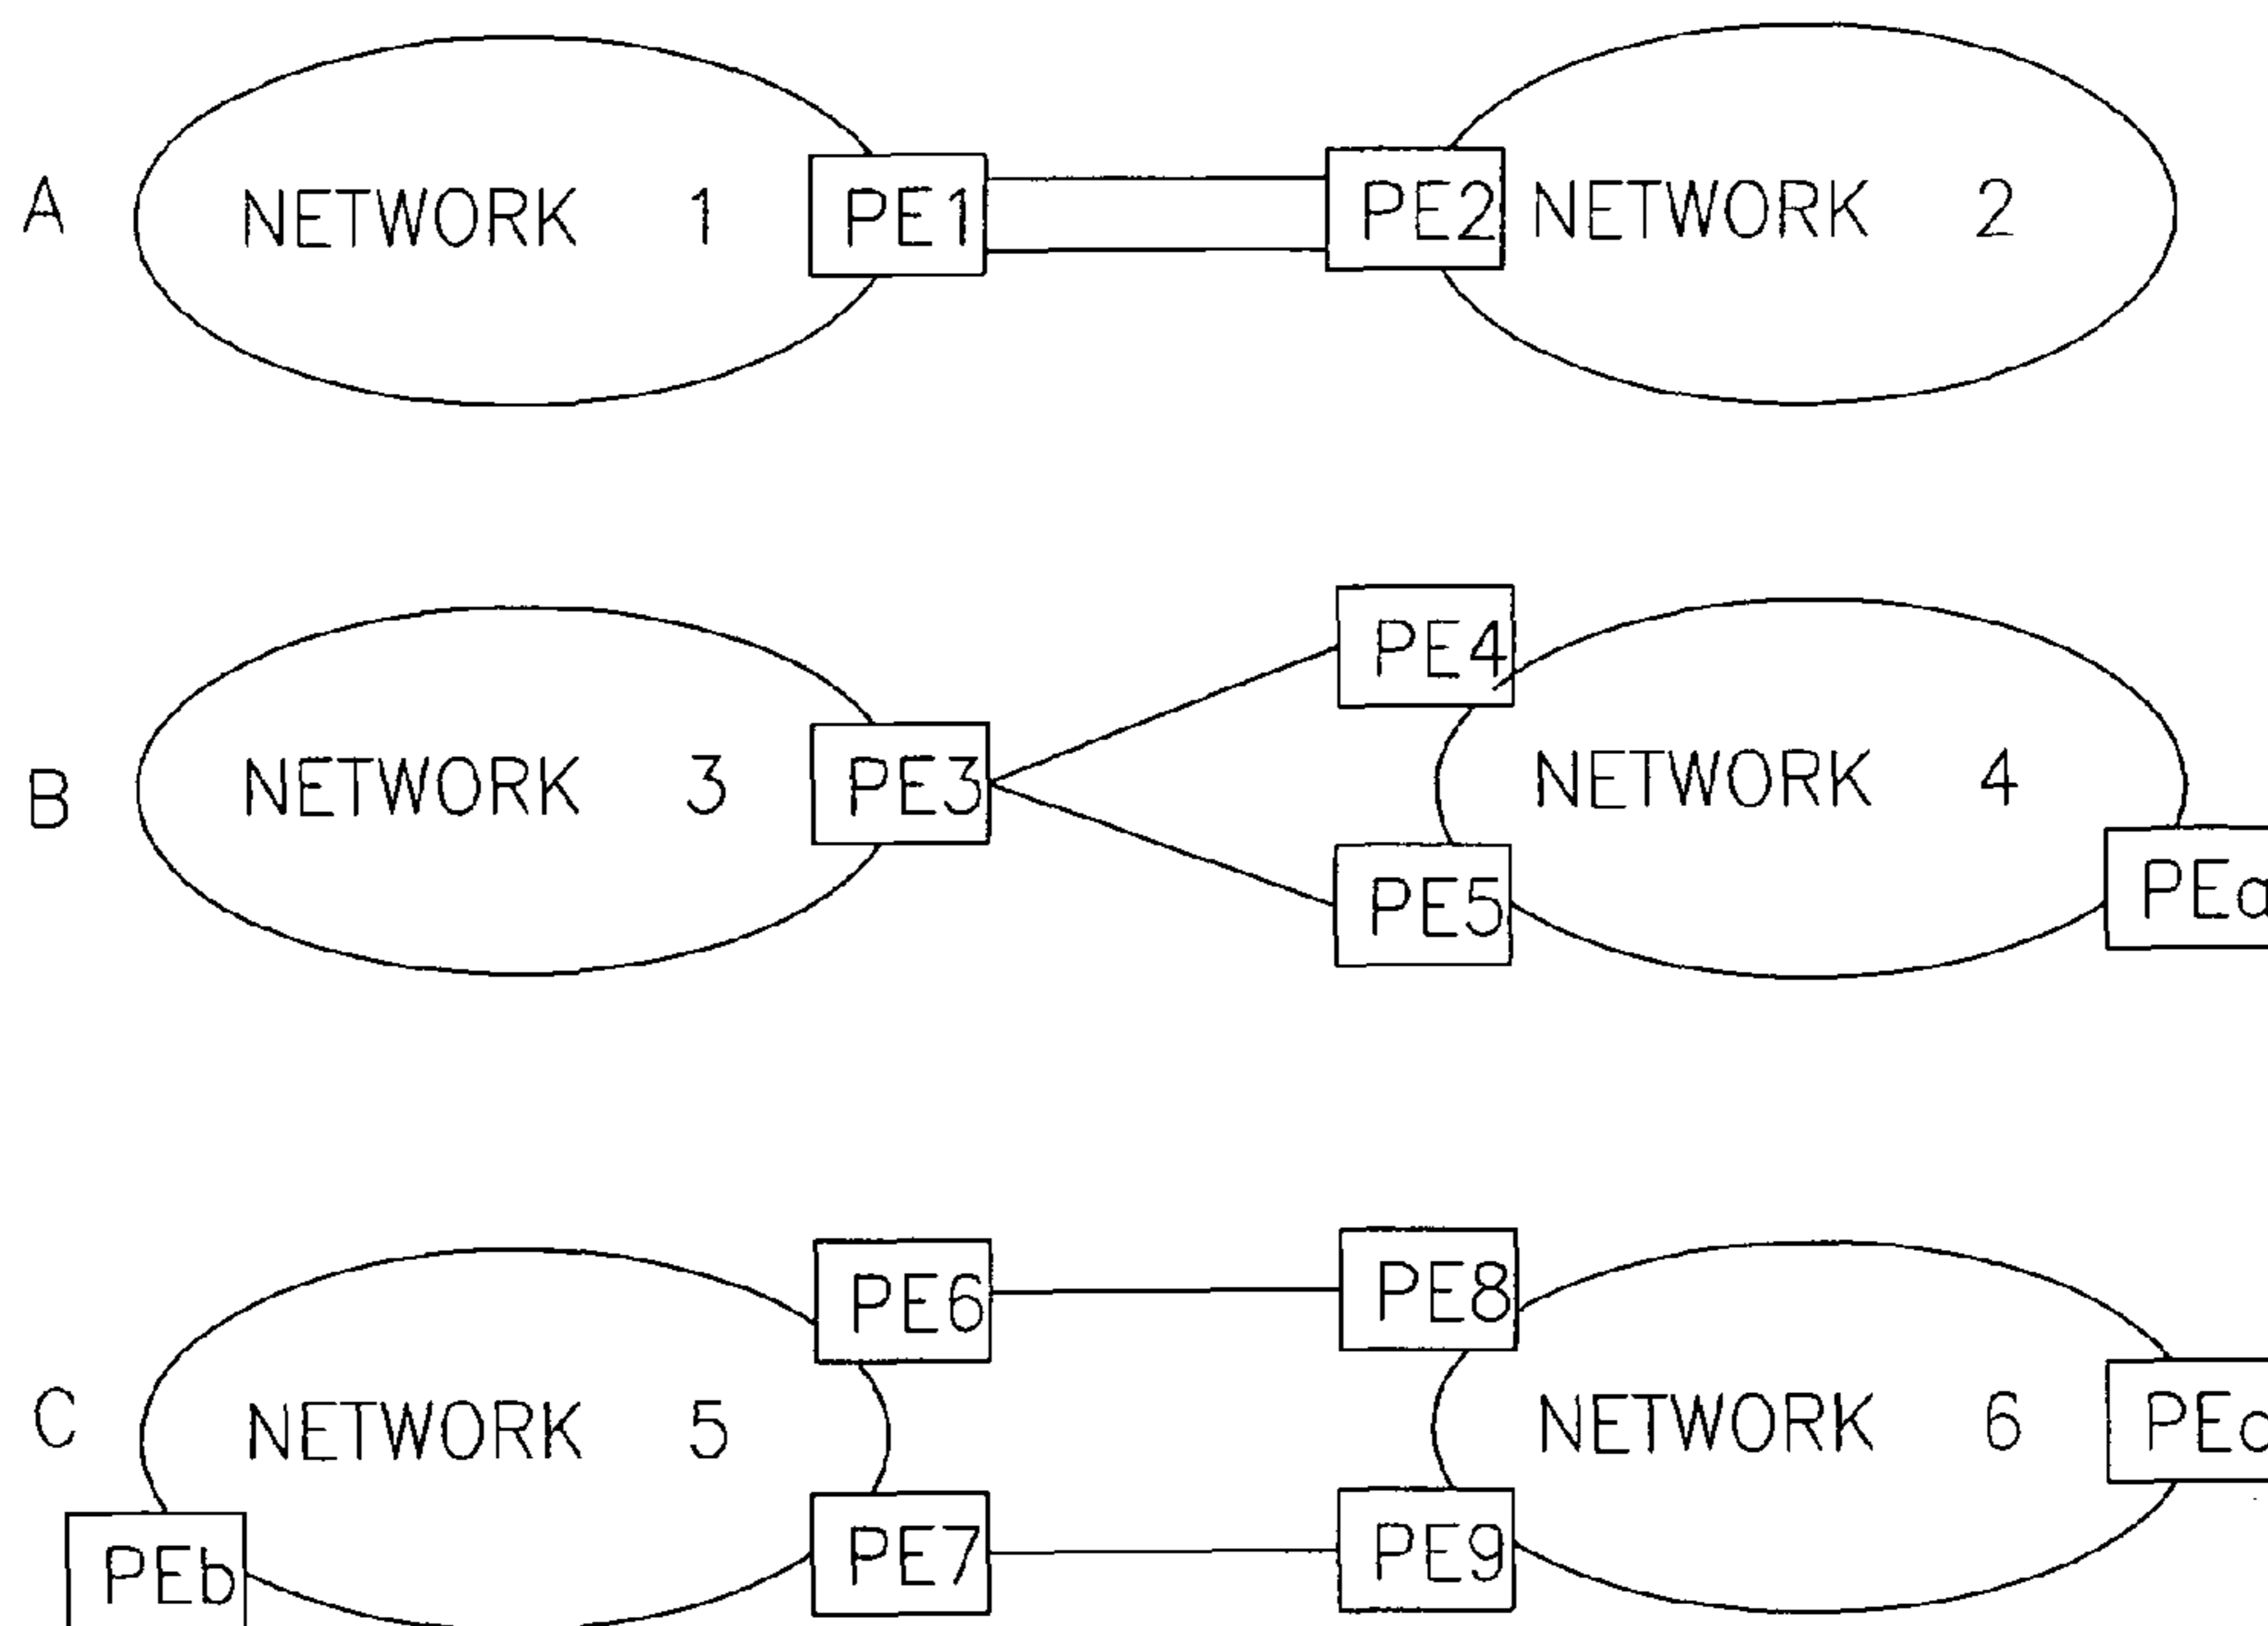 A NETWORK 1 PE1 PE2 NETWORK 2
PE4
B NETWORK 3 PE3 NETWORK 4
PE5 PEa
PE6 PE8
C NETWORK 5 NETWORK 6
PEb PE7 PE9